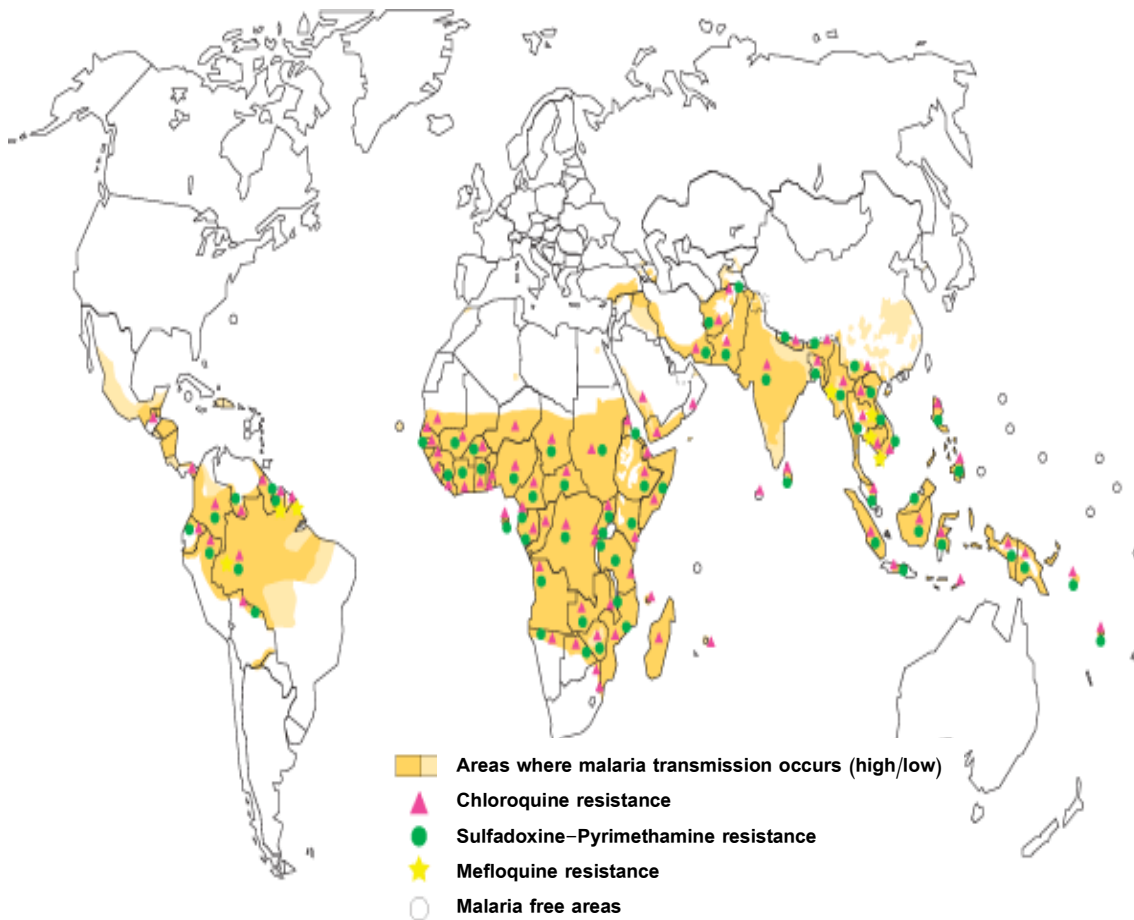 Areas where malaria transmission occurs (high/low)
Chloroquine resistance
Sulfadoxine-Pyrimethamine resistance
Mefloquine resistance
Malaria free areas